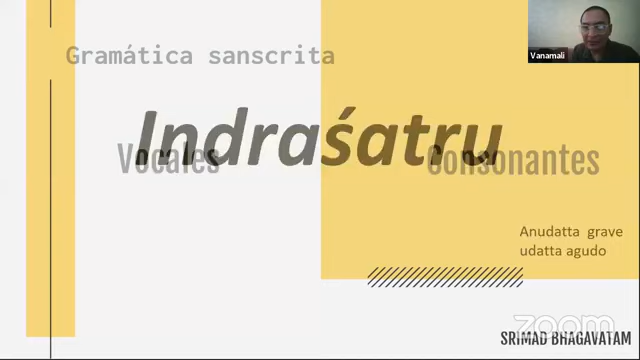 Vanamali
Gramática sanscrita
Indraśatru
Vocales
Consonantes
Anudatta grave
udatta agudo
zoom
SRIMAD BHAGAVATAM